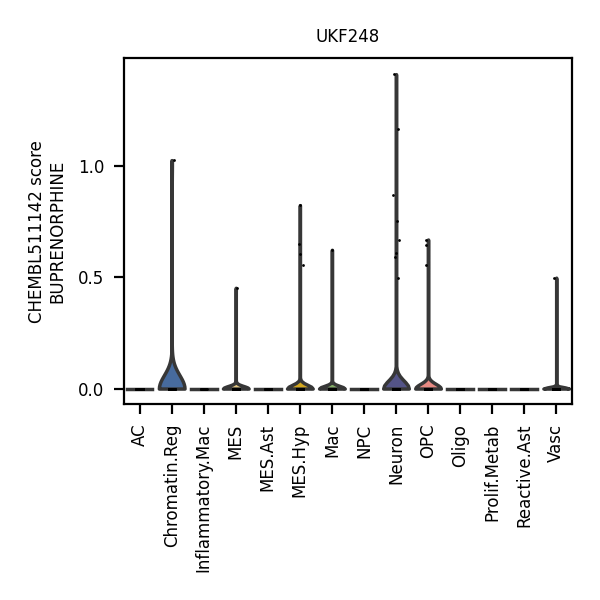 UKF248
CHEMBL511142 score
BUPRENORPHINE
1.0
0.5
0.0
AC
Chromatin.Reg
Inflammatory.Mac
MES
MES.Ast
MES.Hyp
Mac
NPC
Neuron
OPC
Oligo
Prolif.Metab
Reactive.Ast
Vasc